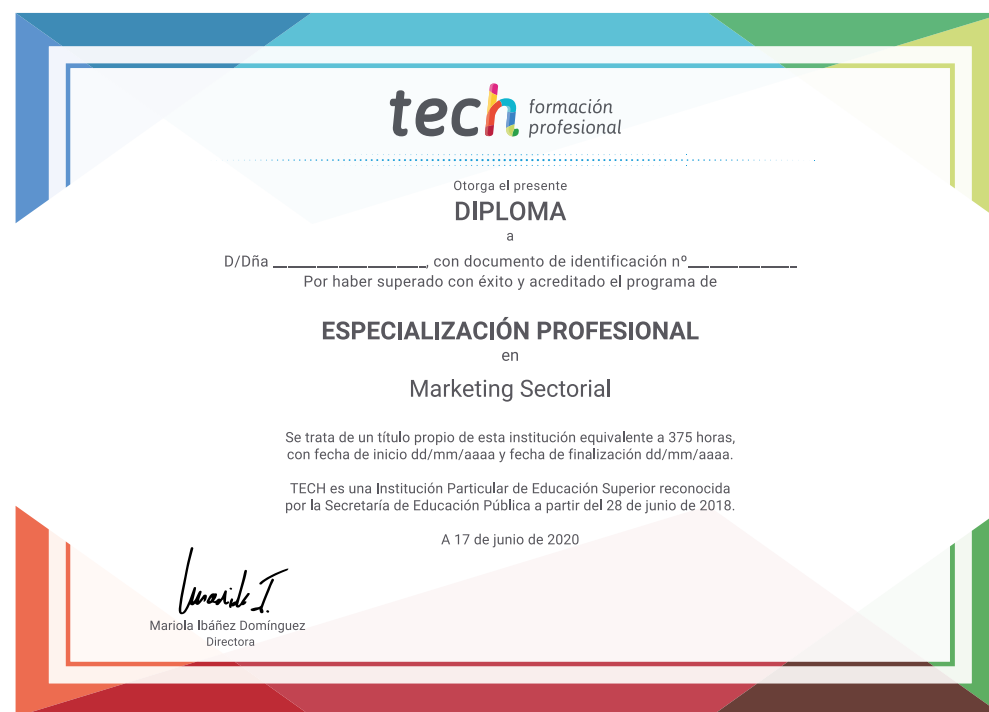 tech formación
profesional
Otorga el presente
DIPLOMA
a
D/Dña ______________________, con documento de identificación nº_______________
Por haber superado con éxito y acreditado el programa de
ESPECIALIZACIÓN PROFESIONAL
en
Marketing Sectorial
Se trata de un título propio de esta institución equivalente a 375 horas,
con fecha de inicio dd/mm/aaaa y fecha de finalización dd/mm/aaaa.
TECH es una Institución Particular de Educación Superior reconocida
por la Secretaría de Educación Pública a partir del 28 de junio de 2018.
A 17 de junio de 2020
Mariola Ibáñez Domínguez
Directora